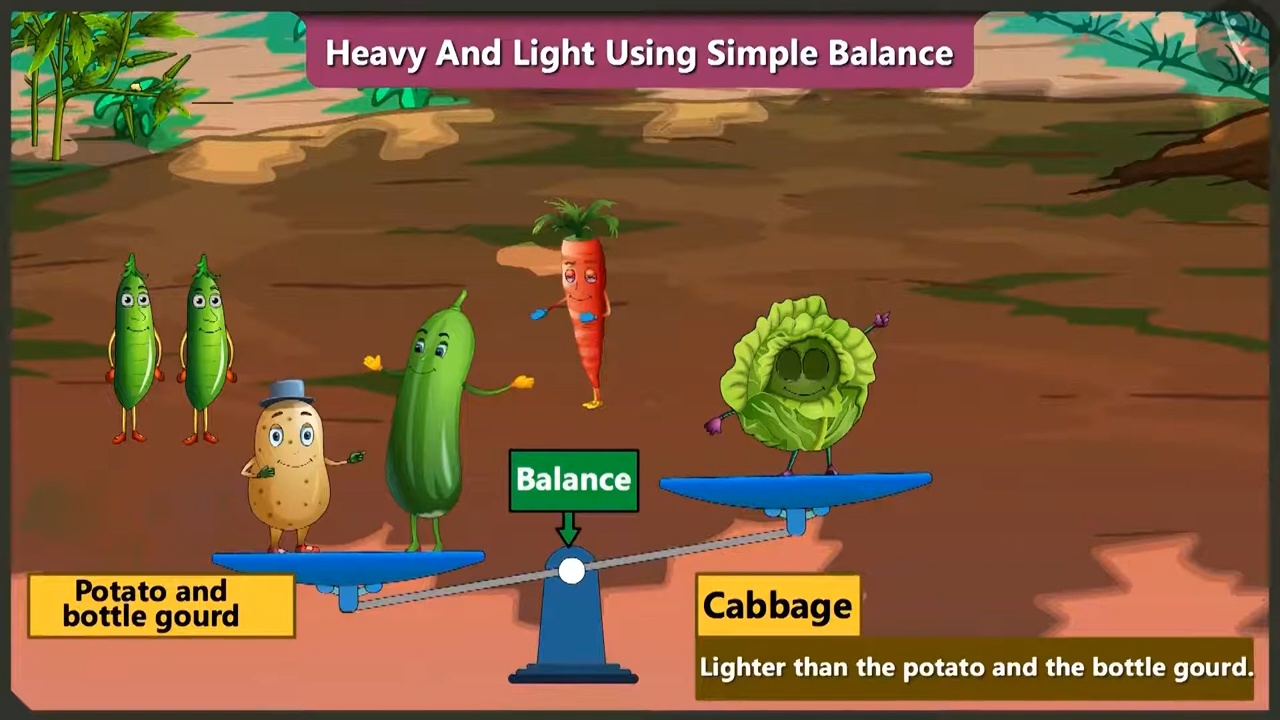 Heavy And Light Using Simple Balance
Balance
Potato and
bottle gourd
Cabbage
Lighter than the potato and the bottle gourd.